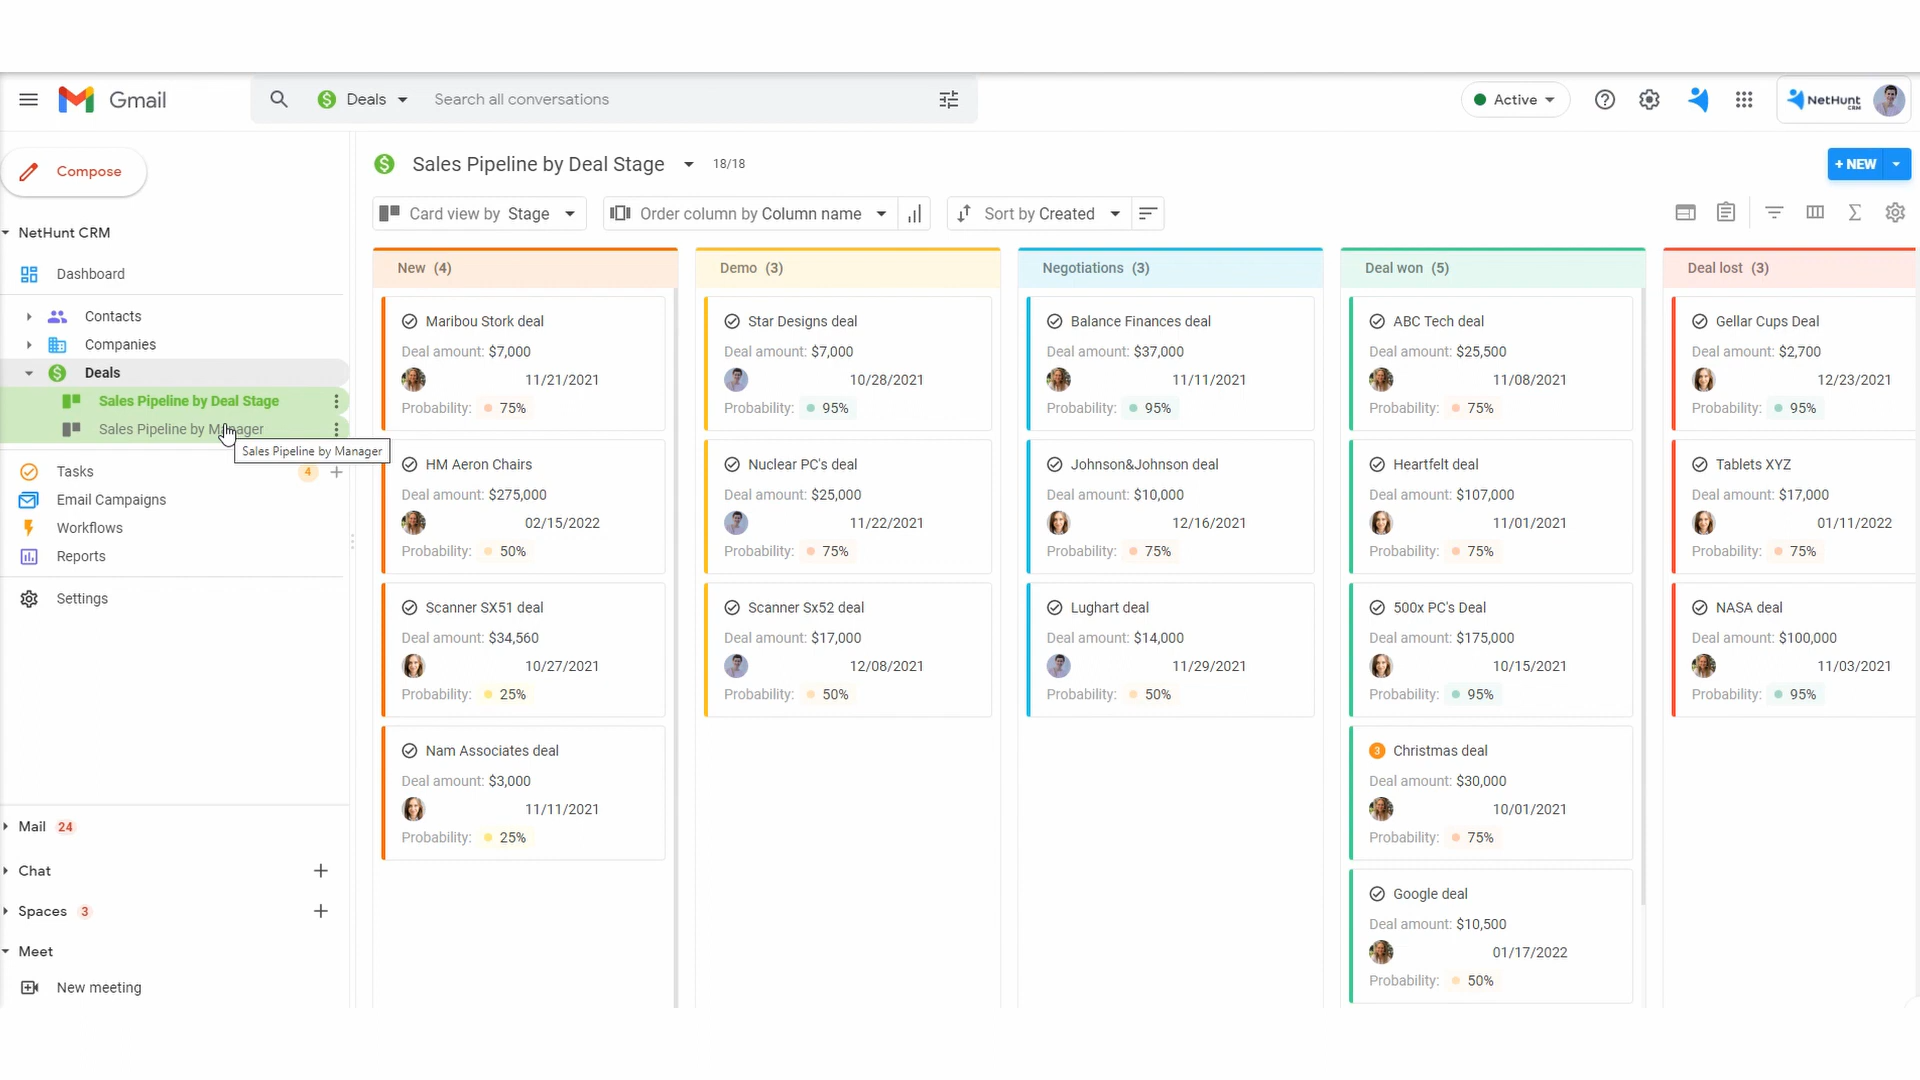 Gmail
Deals
Search all conversations
Active
NetHunt
CRM
Compose
NetHunt CRM
Dashboard
Contacts
Companies
Deals
Sales Pipeline by Deal Stage
Sales Pipeline by Manager
Sales Pipeline by Manager
Tasks
4
Email Campaigns
Workflows
Reports
Settings
Mail 24
Chat
Spaces 3
Meet
New meeting
Sales Pipeline by Deal Stage 18/18
+ NEW
Card view by Stage
Order column by Column name
Sort by Created
New (4)
Maribou Stork deal
Deal amount: $7,000
11/21/2021
Probability: 75%
HM Aeron Chairs
Deal amount: $275,000
02/15/2022
Probability: 50%
Scanner SX51 deal
Deal amount: $34,560
10/27/2021
Probability: 25%
Nam Associates deal
Deal amount: $3,000
11/11/2021
Probability: 25%
Demo (3)
Star Designs deal
Deal amount: $7,000
10/28/2021
Probability: 95%
Nuclear PC's deal
Deal amount: $25,000
11/22/2021
Probability: 75%
Scanner Sx52 deal
Deal amount: $17,000
12/08/2021
Probability: 50%
Negotiations (3)
Balance Finances deal
Deal amount: $37,000
11/11/2021
Probability: 95%
Johnson&Johnson deal
Deal amount: $10,000
12/16/2021
Probability: 75%
Lughart deal
Deal amount: $14,000
11/29/2021
Probability: 50%
Deal won (5)
ABC Tech deal
Deal amount: $25,500
11/08/2021
Probability: 75%
Heartfelt deal
Deal amount: $107,000
11/01/2021
Probability: 75%
500x PC's Deal
Deal amount: $175,000
10/15/2021
Probability: 95%
3 Christmas deal
Deal amount: $30,000
10/01/2021
Probability: 75%
Google deal
Deal amount: $10,500
01/17/2022
Probability: 50%
Deal lost (3)
Gellar Cups Deal
Deal amount: $2,700
12/23/2021
Probability: 95%
Tablets XYZ
Deal amount: $17,000
01/11/2022
Probability: 75%
NASA deal
Deal amount: $100,000
11/03/2021
Probability: 95%